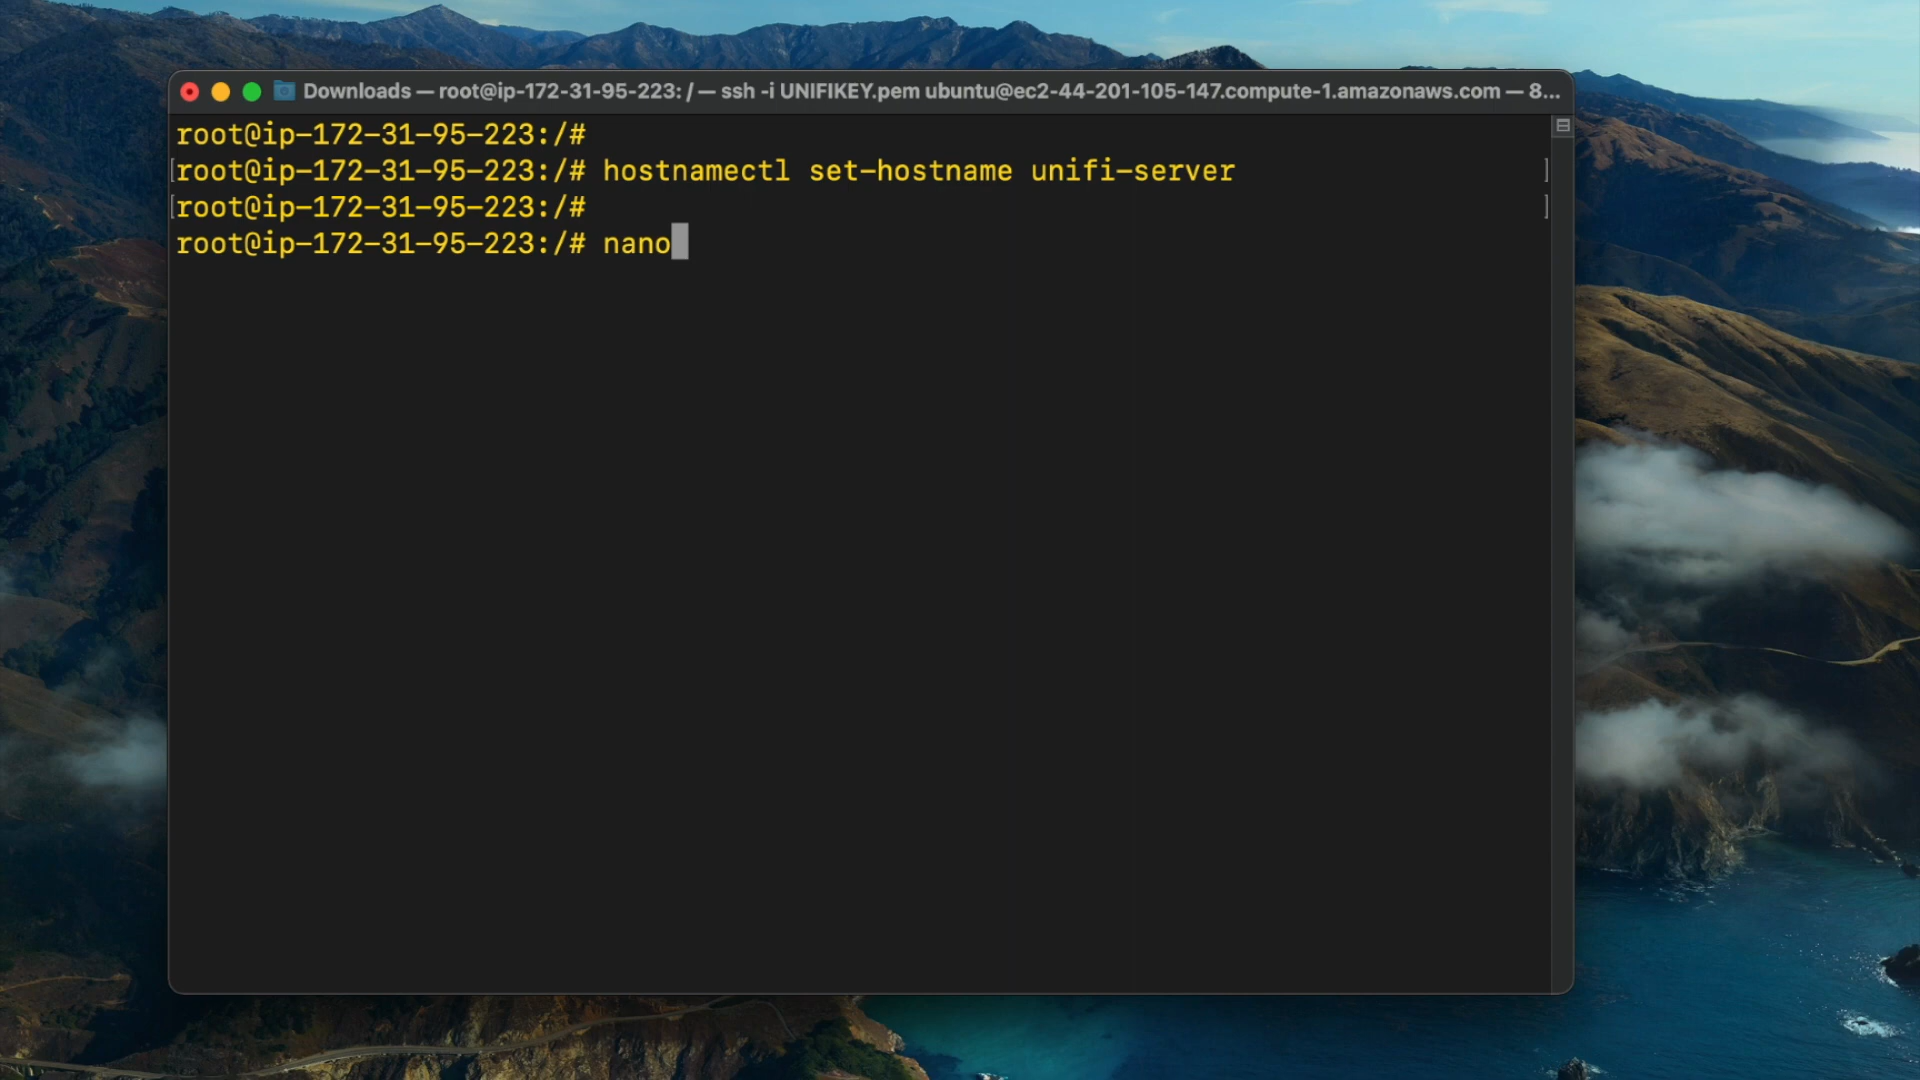 Downloads — root@ip-172-31-95-223: / — ssh -i UNIFIKEY.pem ubuntu@ec2-44-201-105-147.compute-1.amazonaws.com — 8...
root@ip-172-31-95-223:/#
[root@ip-172-31-95-223:/# hostnamectl set-hostname unifi-server ]
[root@ip-172-31-95-223:/# ]
root@ip-172-31-95-223:/# nano